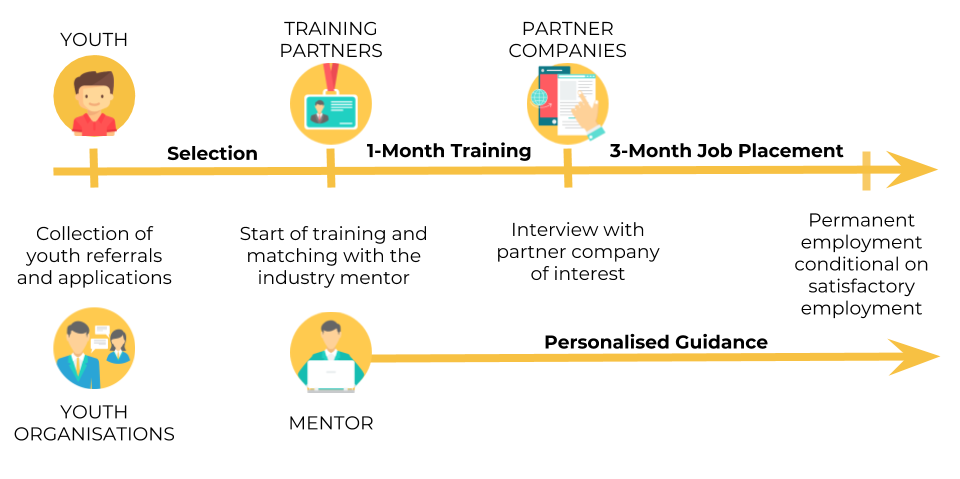 YOUTH
TRAINING
PARTNERS
PARTNER
COMPANIES
Selection
1-Month Training
3-Month Job Placement
Collection of
youth referrals
and applications
Start of training and
matching with the
industry mentor
Interview with
partner company
of interest
Permanent
employment
conditional on
satisfactory
employment
Personalised Guidance
YOUTH
ORGANISATIONS
MENTOR